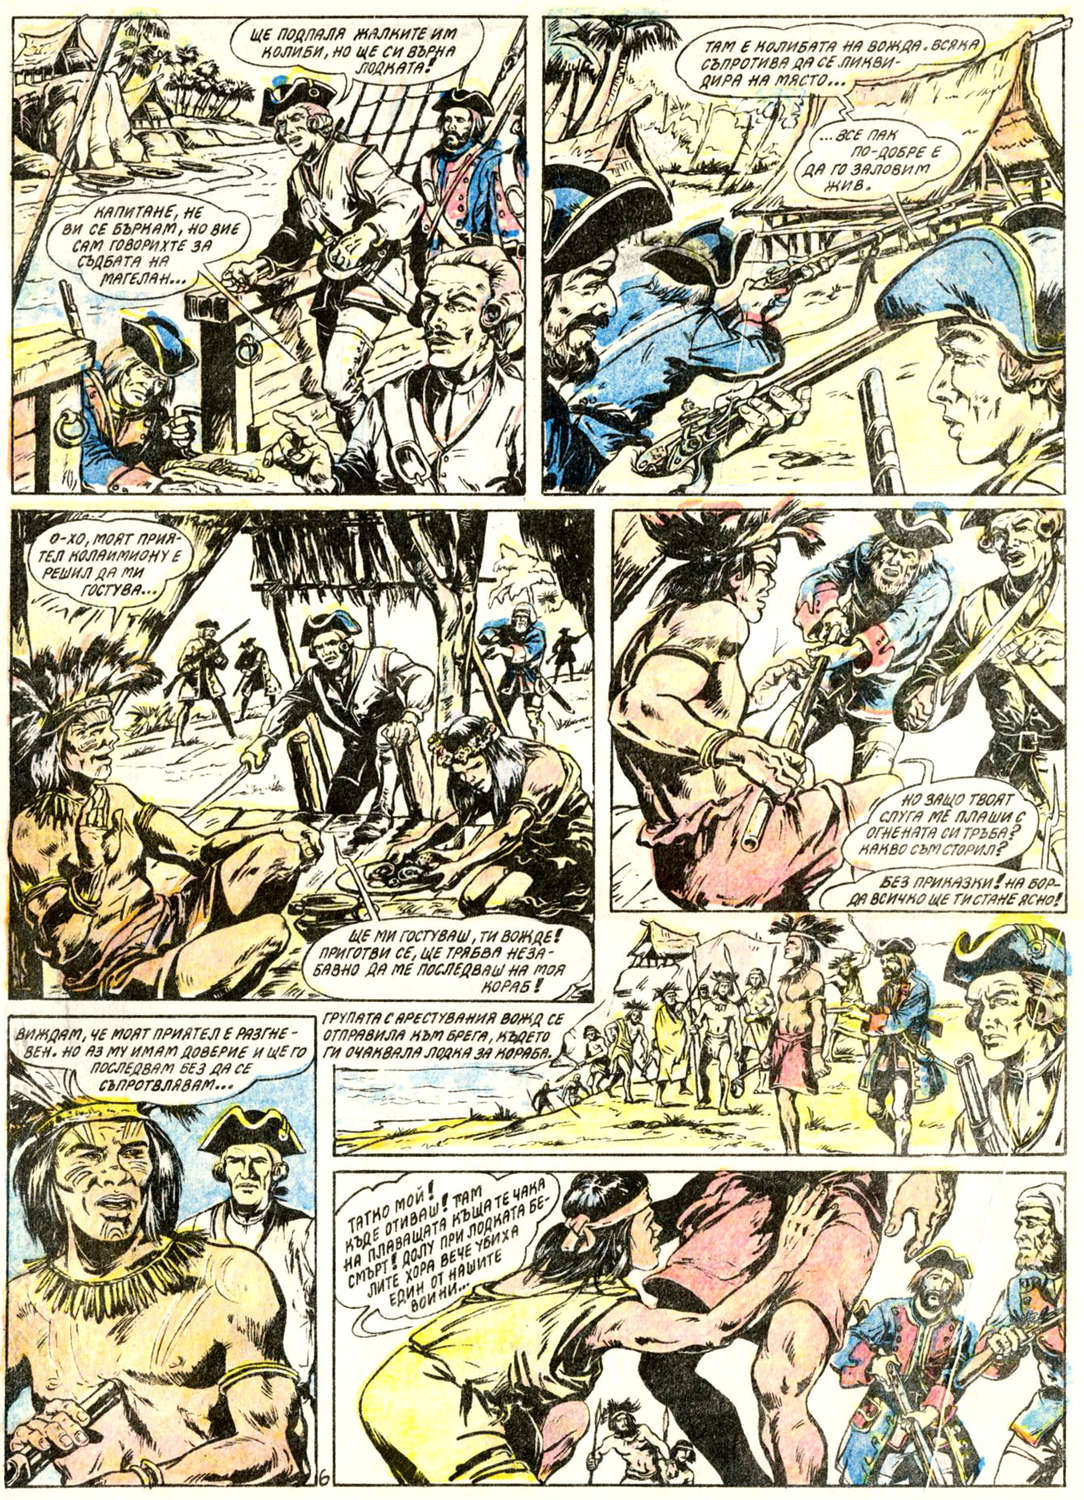 ЩЕ ПОДПАЛЯ ЖАЛКИТЕ ИМ
КОЛИБИ, НО ЩЕ СИ ВЪРНА
ЛОДКАТА!
КАПИТАНЕ, НЕ
ВИ СЕ БЪРКАМ, НО ВИЕ
САМ ГОВОРИХТЕ ЗА
СЪДБАТА НА
МАГЕЛАН...
ТАМ Е КОЛИБАТА НА ВОЖДА. ВСЯКА
СЪПРОТИВА ДА СЕ ЛИКВИ-
ДИРА НА МЯСТО...
...ВСЕ ПАК
ПО-ДОБРЕ Е
ДА ГО ЗАЛОВИМ
ЖИВ.
О-ХО, МОЯТ ПРИЯ-
ТЕЛ КОЛАИМИОНУ Е
РЕШИЛ ДА МИ
ГОСТУВА...
ЩЕ МИ ГОСТУВАШ, ТИ ВОЖДЕ!
ПРИГОТВИ СЕ, ЩЕ ТРЯБВА НЕЗА-
БАВНО ДА МЕ ПОСЛЕДВАШ НА МОЯ
КОРАБ!
НО ЗАЩО ТВОЯТ
СЛУГА МЕ ПЛАШИ С
ОГНЕНАТА СИ ТРЪБА?
КАКВО СЪМ СТОРИЛ?
БЕЗ ПРИКАЗКИ! НА БОР-
ДА ВСИЧКО ЩЕ ТИ СТАНЕ ЯСНО!
ВИЖДАМ, ЧЕ МОЯТ ПРИЯТЕЛ Е РАЗГНЕ-
ВЕН. НО АЗ МУ ИМАМ ДОВЕРИЕ И ЩЕ ГО
ПОСЛЕДВАМ БЕЗ ДА СЕ
СЪПРОТВЛЯВАМ...
ГРУПАТА С АРЕСТУВАНИЯ ВОЖД СЕ
ОТПРАВИЛА КЪМ БРЕГА, КЪДЕТО
ГИ ОЧАКВАЛА ЛОДКА ЗА КОРАБА.
ТАТКО МОЙ!
КЪДЕ ОТИВАШ! ТАМ
НА ПЛАВАЩАТА КЪЩА ТЕ ЧАКА
СМЪРТ! ДОЛУ ПРИ ЛОДКАТА БЕ-
ЛИТЕ ХОРА ВЕЧЕ УБИХА
ЕДИН ОТ НАШИТЕ
ВОИНИ...
6